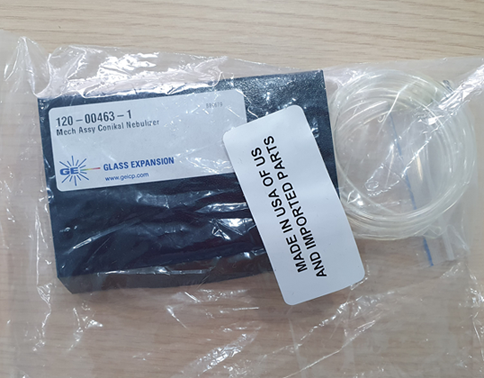 120-00463-1
Mech Assy Conikal Nebulizer
GE
GLASS EXPANSION
www.geicp.com
MADE IN USA OF US
AND IMPORTED PARTS